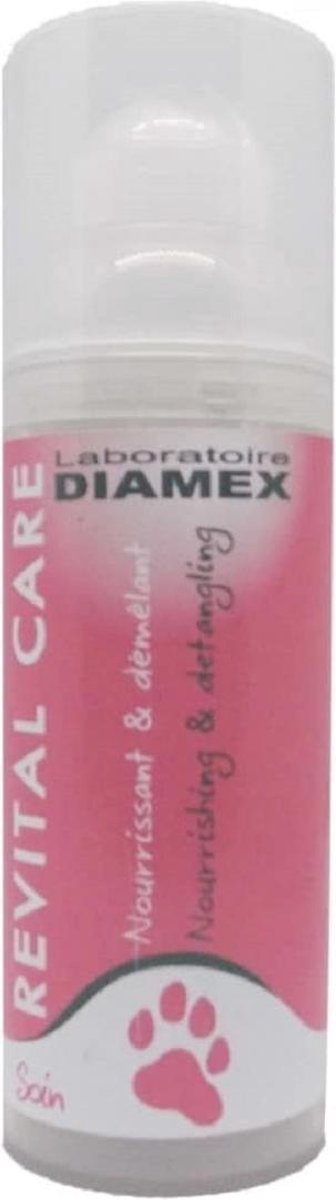 Laboratoire
DIAMEX
REVITAL CARE
Nourrissant & démêlant
Nourrishing & detangling
Soin